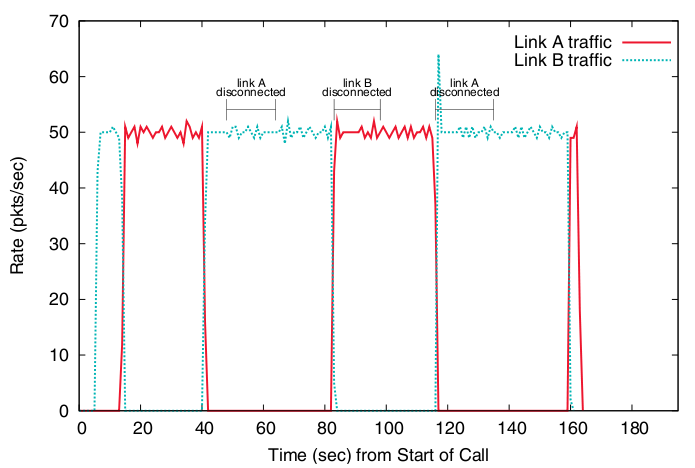 70
60
50
40
30
20
10
0
Rate (pkts/sec)
Link A traffic
Link B traffic
link A
disconnected
link B
disconnected
link A
disconnected
0 20 40 60 80 100 120 140 160 180
Time (sec) from Start of Call